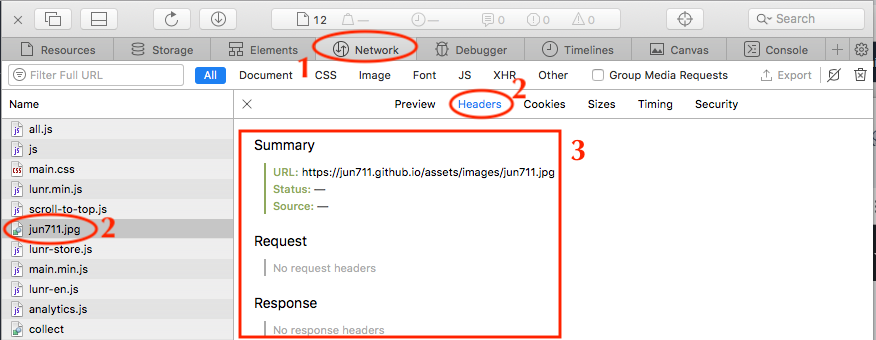 12 — — 0 0 0 Search
Resources Storage Elements Network Debugger Timelines Canvas Console
1
Filter Full URL All Document CSS Image Font JS XHR Other Group Media Requests Export
2
Name Preview Headers Cookies Sizes Timing Security
all.js
js
main.css
lunr.min.js
scroll-to-top.js
jun711.jpg
2
lunr-store.js
main.min.js
lunr-en.js
analytics.js
collect
3
Summary
URL: https://jun711.github.io/assets/images/jun711.jpg
Status: —
Source: —
Request
No request headers
Response
No response headers